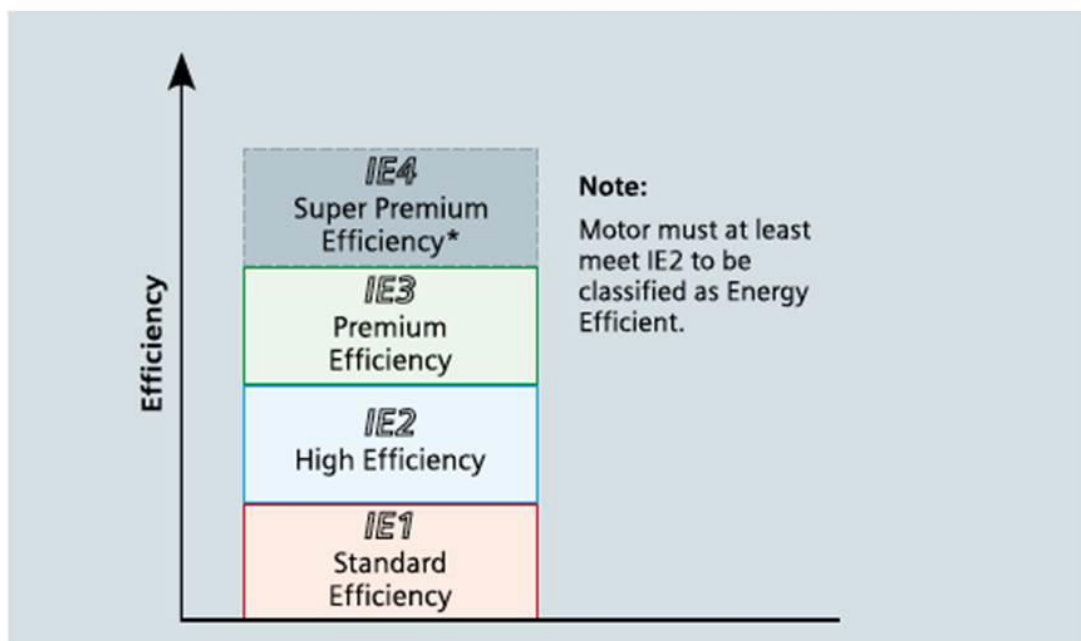 IE4
Super Premium
Efficiency*
Note:
Motor must at least
meet IE2 to be
classified as Energy
Efficient.
IE3
Premium
Efficiency
Efficiency
IE2
High Efficiency
IE1
Standard
Efficiency